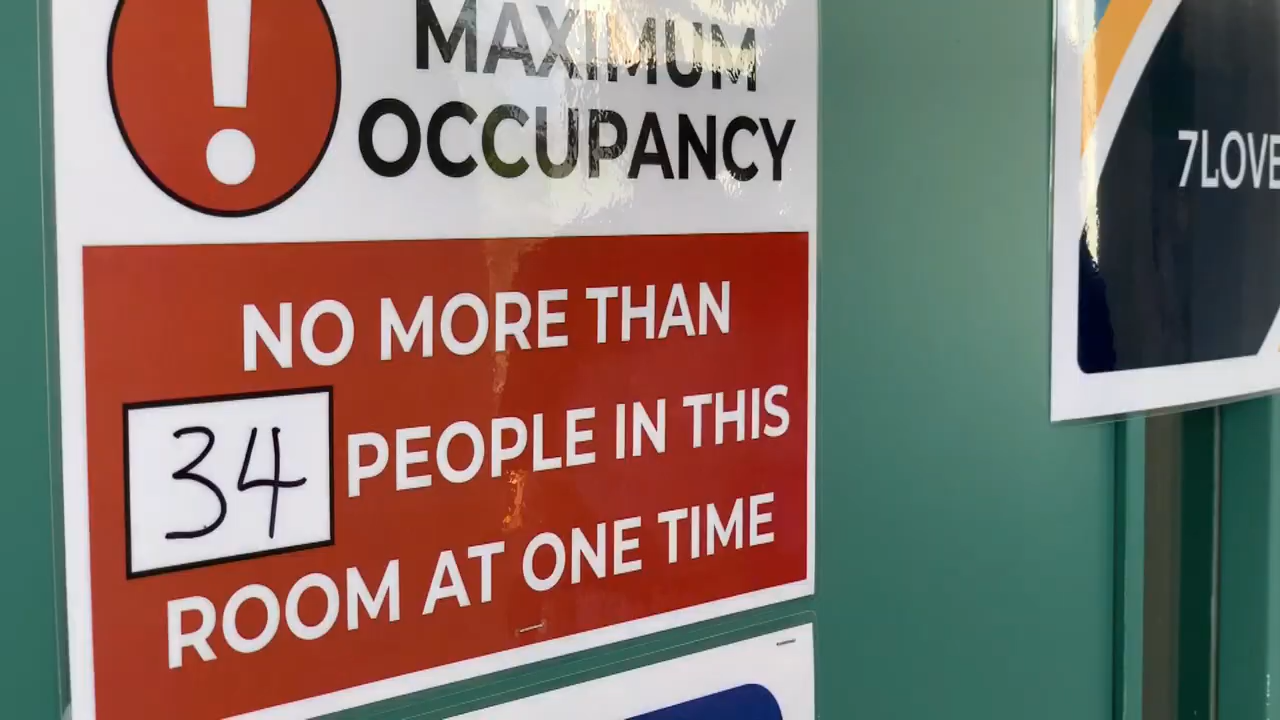 MAXIMUM
OCCUPANCY
NO MORE THAN
34 PEOPLE IN THIS
ROOM AT ONE TIME
7LOVE